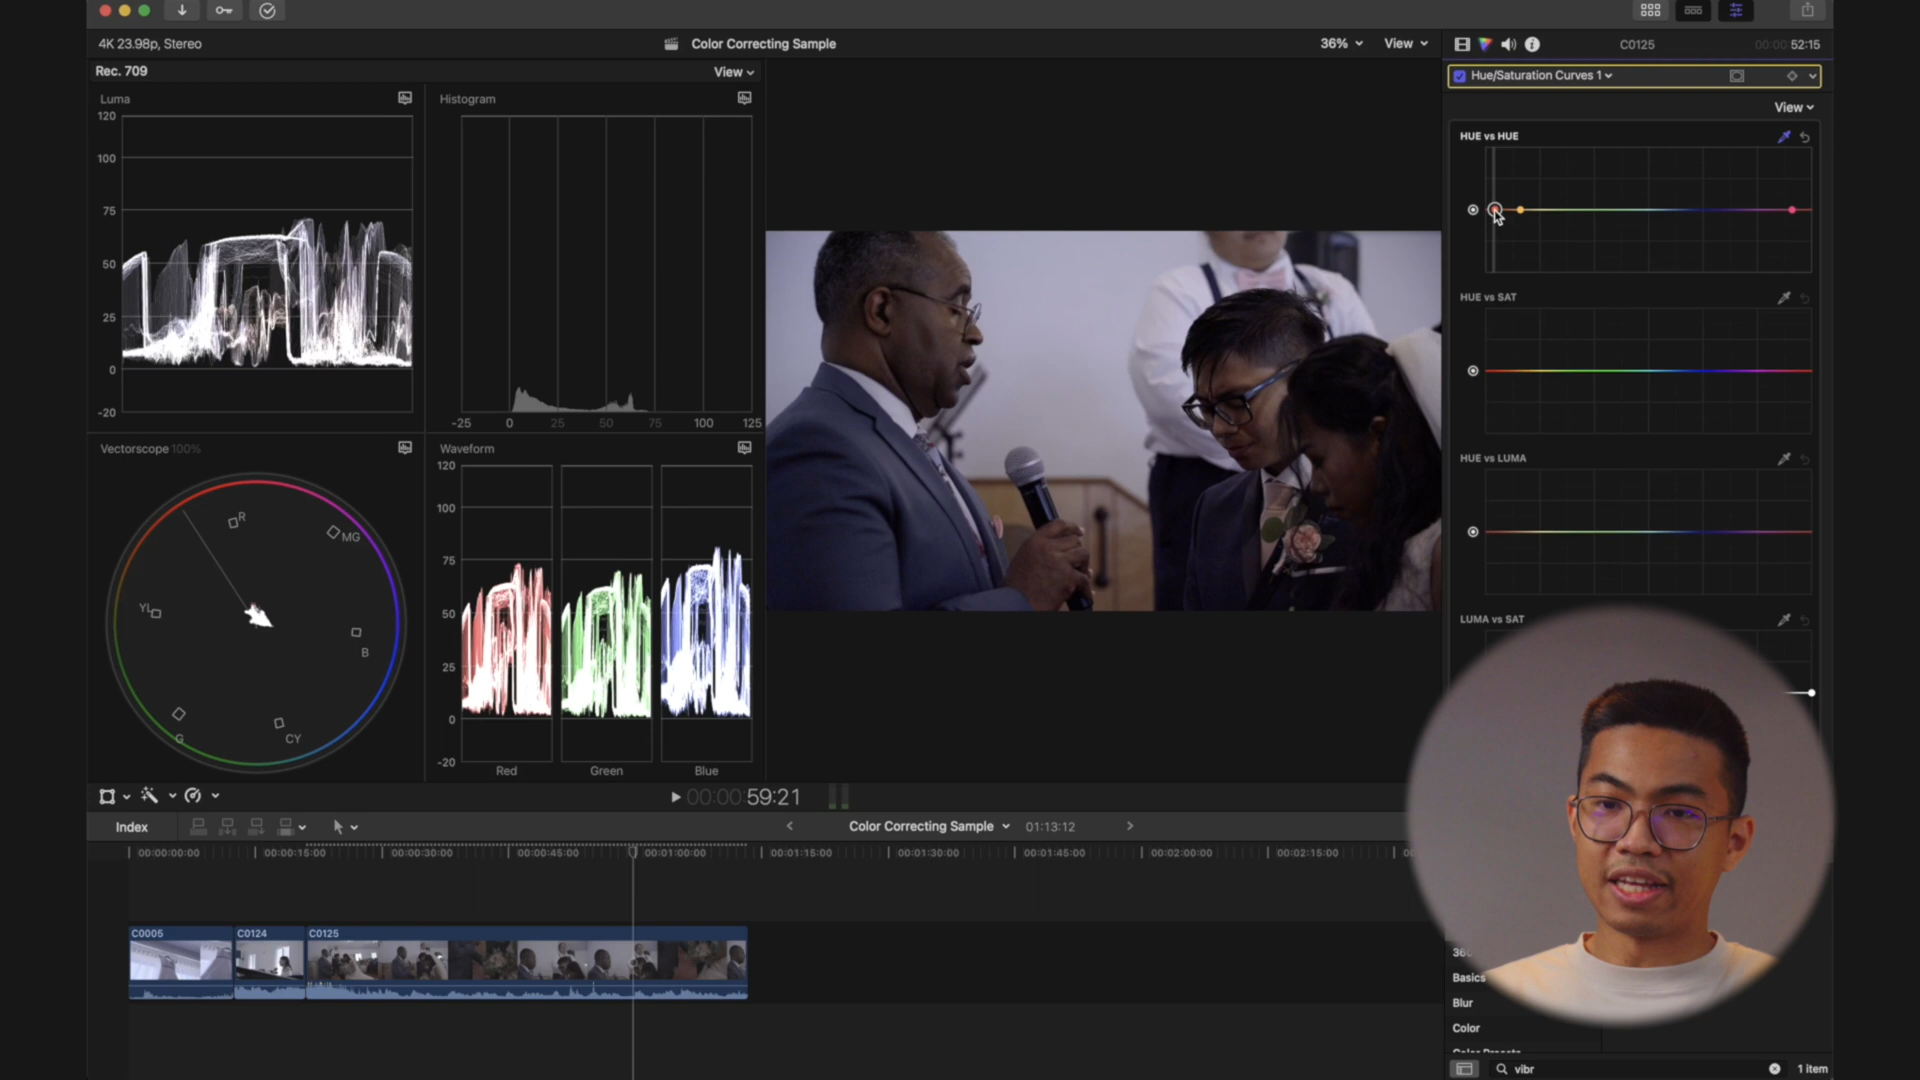 4K 23.98p, Stereo
Color Correcting Sample
36%
View
C0125
00:00:52:15
Rec. 709
View
Hue/Saturation Curves 1
View
Luma
120
100
75
50
25
0
-20
Histogram
-25
0
25
50
75
100
125
Vectorscope 100%
R
MG
YL
B
G
CY
Waveform
120
100
75
50
25
0
-20
Red
Green
Blue
HUE vs HUE
HUE vs SAT
HUE vs LUMA
LUMA vs SAT
00:00:59:21
Index
Color Correcting Sample
01:13:12
00:00:00:00
00:00:15:00
00:00:30:00
00:00:45:00
00:01:00:00
00:01:15:00
00:01:30:00
00:01:45:00
00:02:00:00
00:02:15:00
C0005
C0124
C0125
Basics
Blur
Color
Color Presets
vibr
1 item